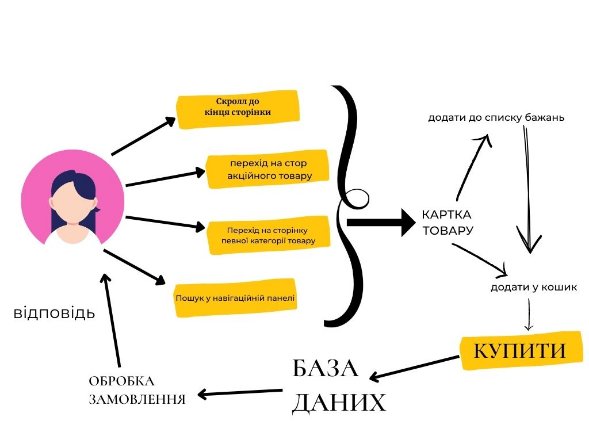 Скролл до
кінця сторінки
перехід на стор
акційного товару
Перехід на сторінку
певної категорії товару
Пошук у навігаційній панелі
додати до списку бажань
КАРТКА
ТОВАРУ
додати у кошик
КУПИТИ
БАЗА
ДАНИХ
ОБРОБКА
ЗАМОВЛЕННЯ
відповідь